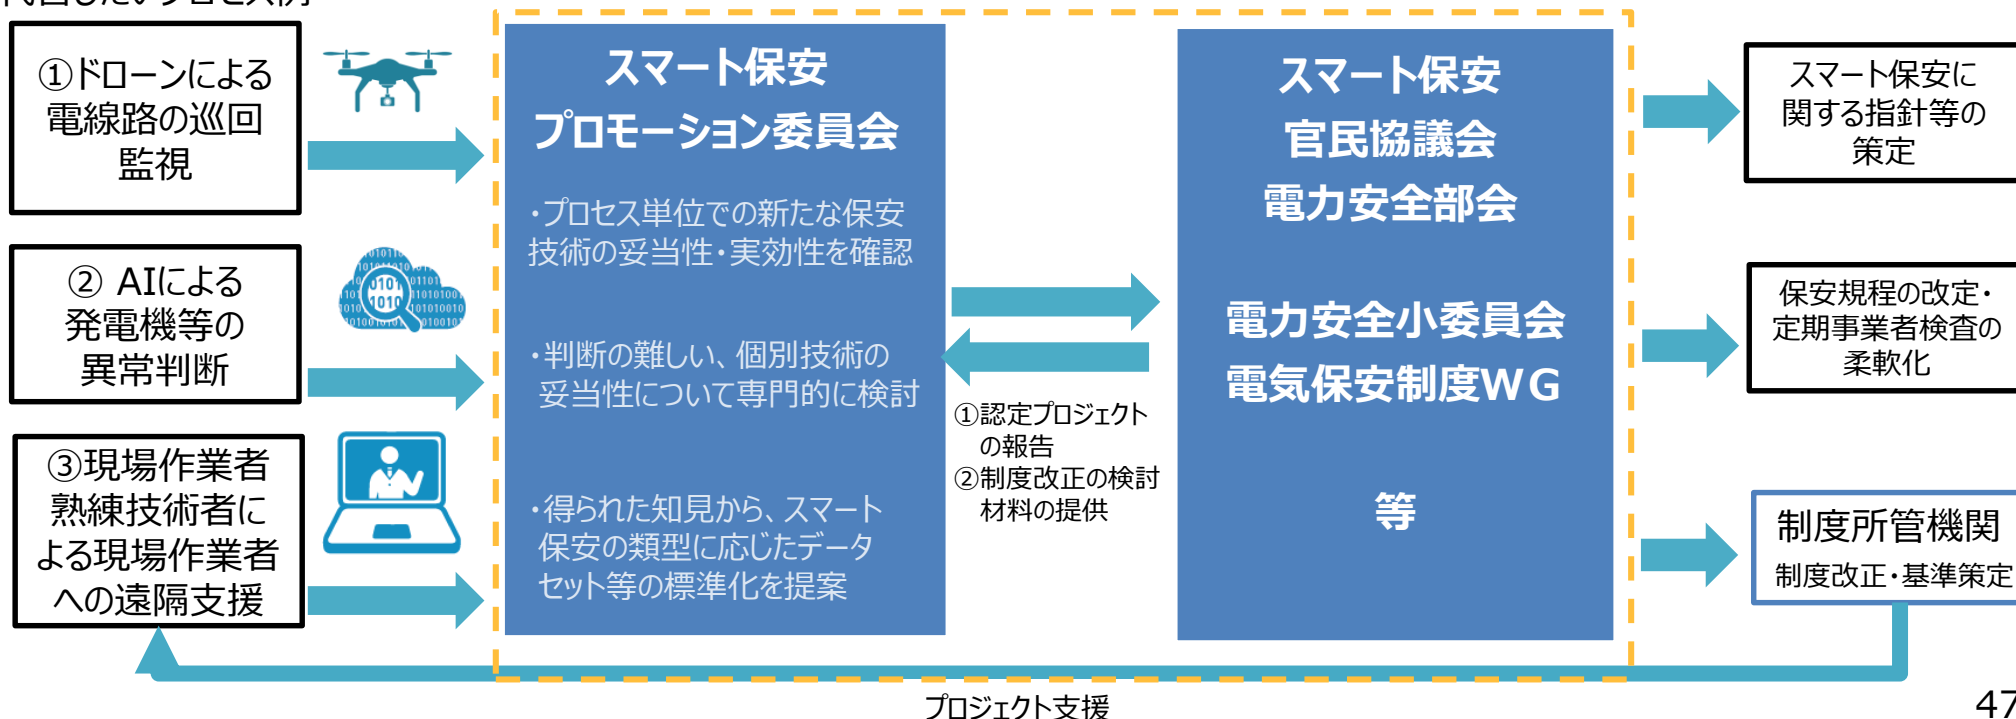 ①ドローンによる
電線路の巡回
監視
② AIによる
発電機等の
異常判断
③現場作業者
熟練技術者に
よる現場作業者
への遠隔支援
スマート保安
プロモーション委員会
・プロセス単位での新たな保安
技術の妥当性・実効性を確認
・判断の難しい、個別技術の
妥当性について専門的に検討
・得られた知見から、スマート
保安の類型に応じたデータ
セット等の標準化を提案
①認定プロジェクト
の報告
②制度改正の検討
材料の提供
スマート保安
官民協議会
電力安全部会
電力安全小委員会
電気保安制度WG
等
スマート保安に
関する指針等の
策定
保安規程の改定・
定期事業者検査の
柔軟化
制度所管機関
制度改正・基準策定
プロジェクト支援
47